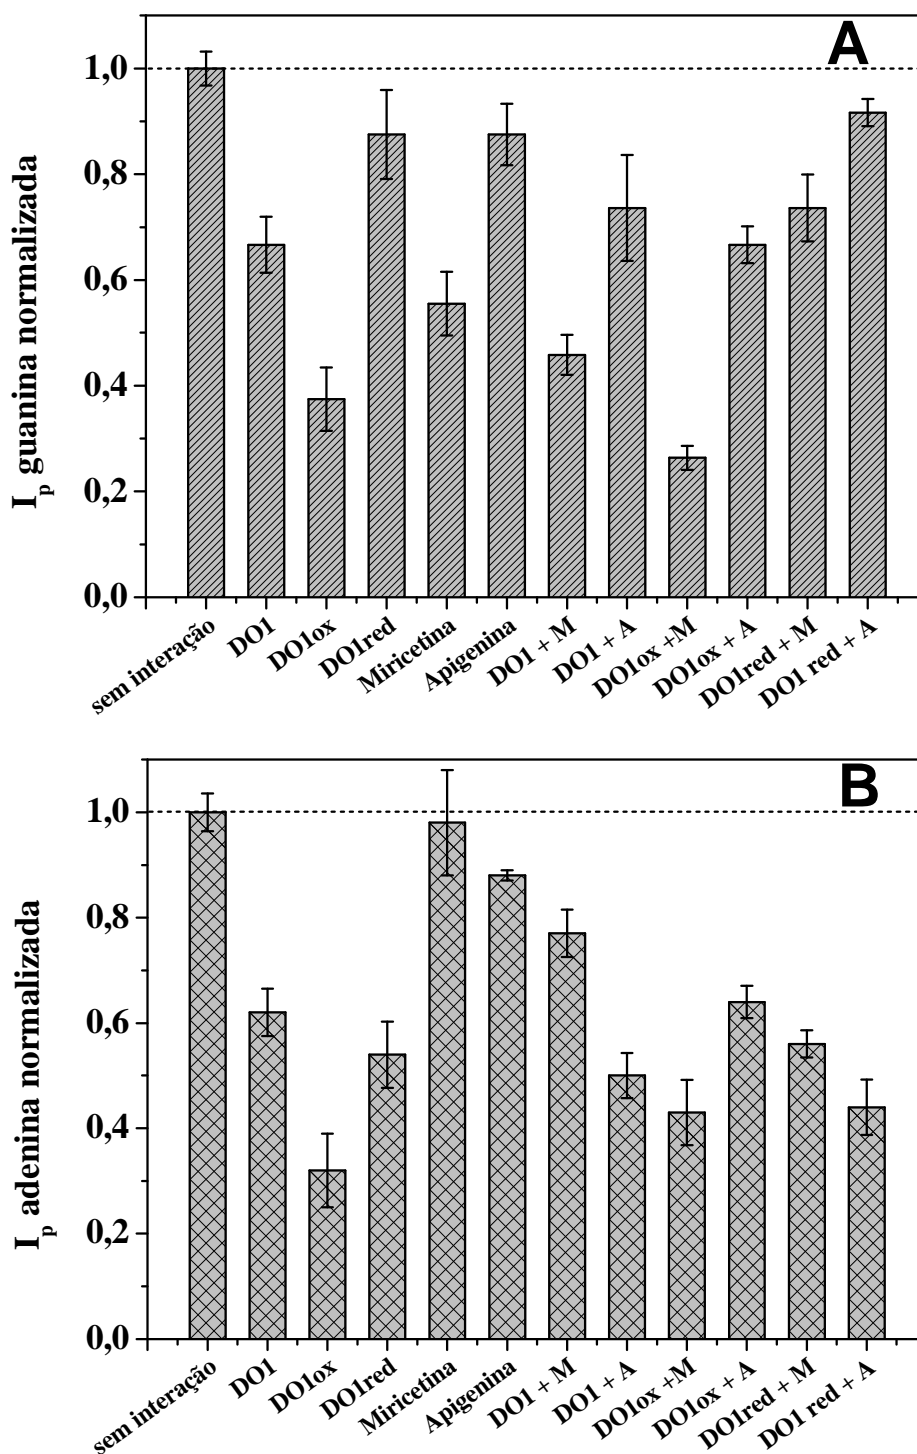 A
I_p guanina normalizada
1,0
0,8
0,6
0,4
0,2
0,0
sem interação
DO1
DO1ox
DO1red
Miricetina
Apigenina
DO1 + M
DO1 + A
DO1ox +M
DO1ox + A
DO1red + M
DO1 red + A
B
I_p adenina normalizada
1,0
0,8
0,6
0,4
0,2
0,0
sem interação
DO1
DO1ox
DO1red
Miricetina
Apigenina
DO1 + M
DO1 + A
DO1ox +M
DO1ox + A
DO1red + M
DO1 red + A